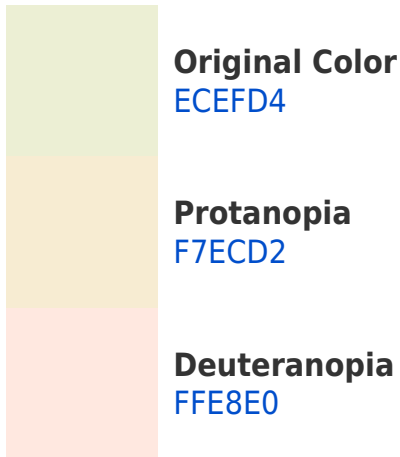 Original Color
ECEFD4
Protanopia
F7ECD2
Deuteranopia
FFE8E0